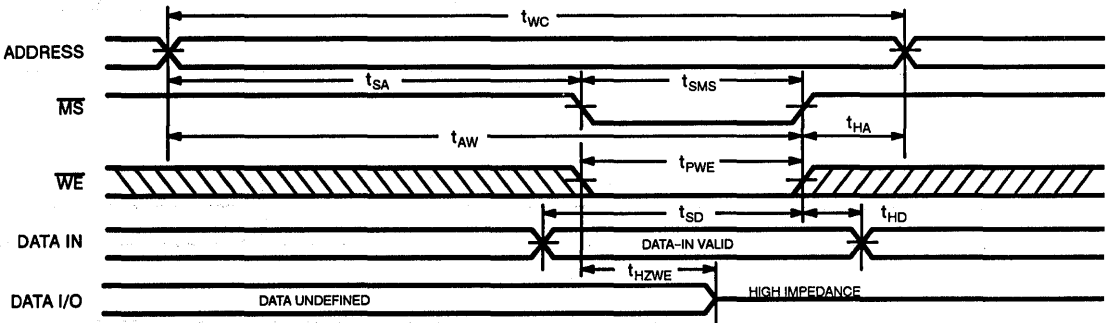 tWC
ADDRESS
tSA
tSMS
MS
tAW
tHA
WE
tPWE
tSD
tHD
DATA IN
DATA-IN VALID
tHZWE
DATA I/O
DATA UNDEFINED
HIGH IMPEDANCE